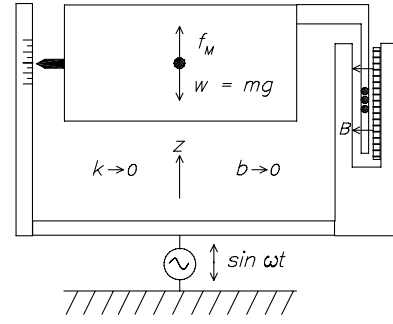 f_M
w = mg
B
z
k→0
b→0
sin ωt